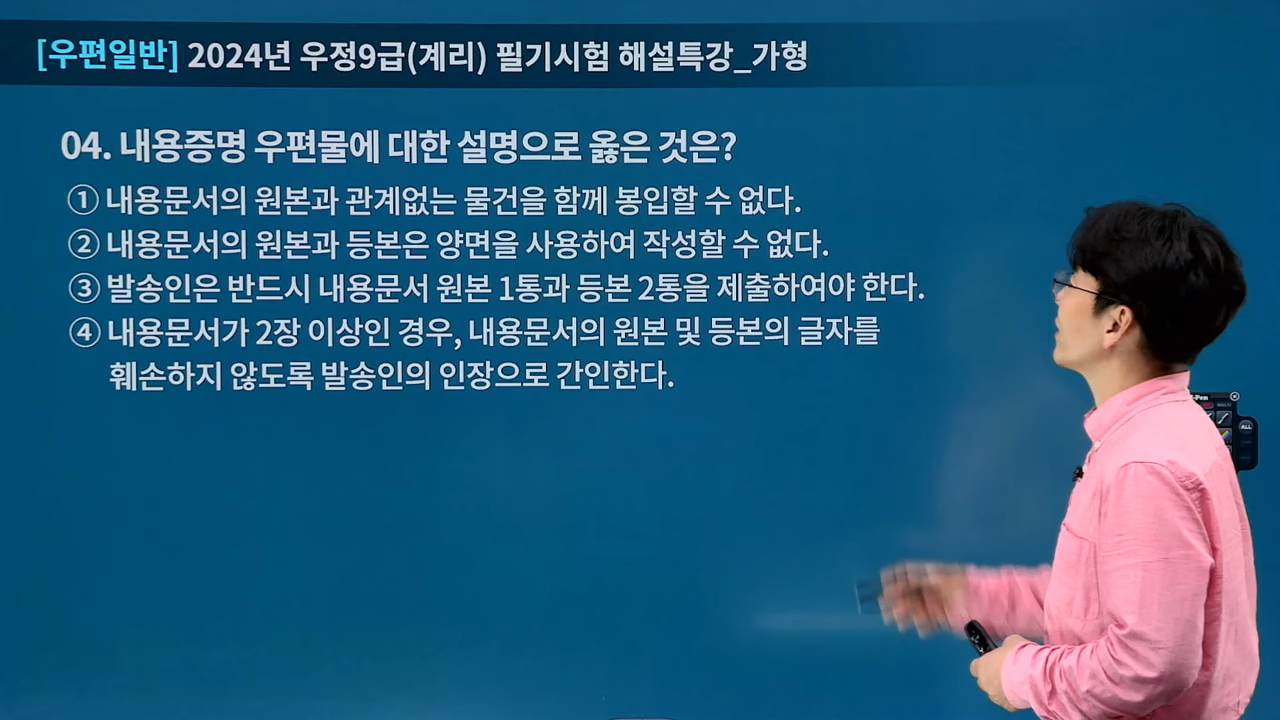 [우편일반] 2024년 우정9급(계리) 필기시험 해설특강_가형
04. 내용증명 우편물에 대한 설명으로 옳은 것은?
① 내용문서의 원본과 관계없는 물건을 함께 봉입할 수 없다.
② 내용문서의 원본과 등본은 양면을 사용하여 작성할 수 없다.
③ 발송인은 반드시 내용문서 원본 1통과 등본 2통을 제출하여야 한다.
④ 내용문서가 2장 이상인 경우, 내용문서의 원본 및 등본의 글자를
훼손하지 않도록 발송인의 인장으로 간인한다.
ALL